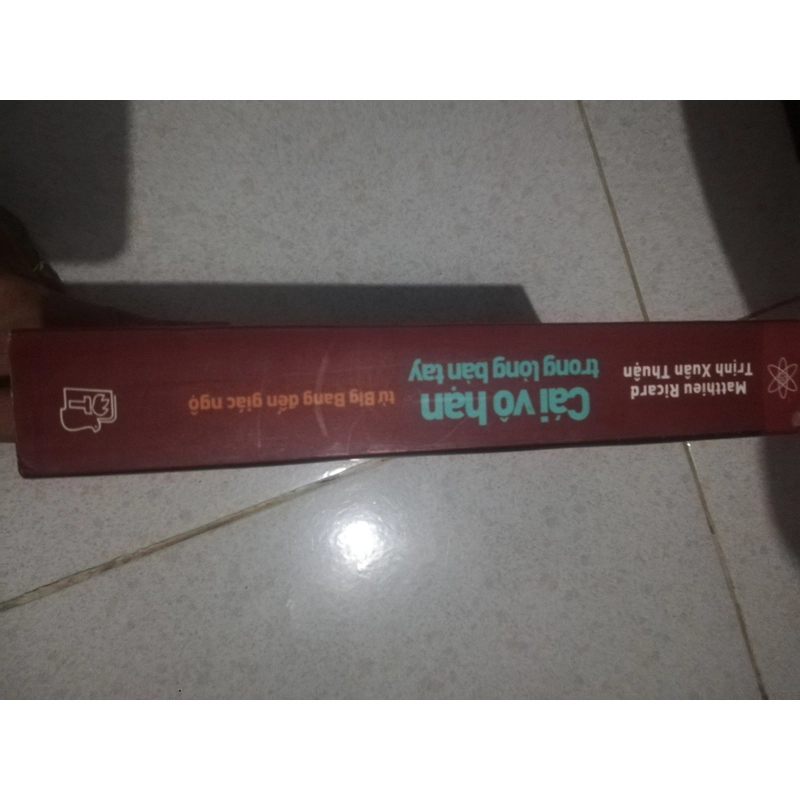 Matthieu Ricard
Trịnh Xuân Thuận
Cái vô hạn
trong lòng bàn tay
từ Big Bang đến giác ngộ